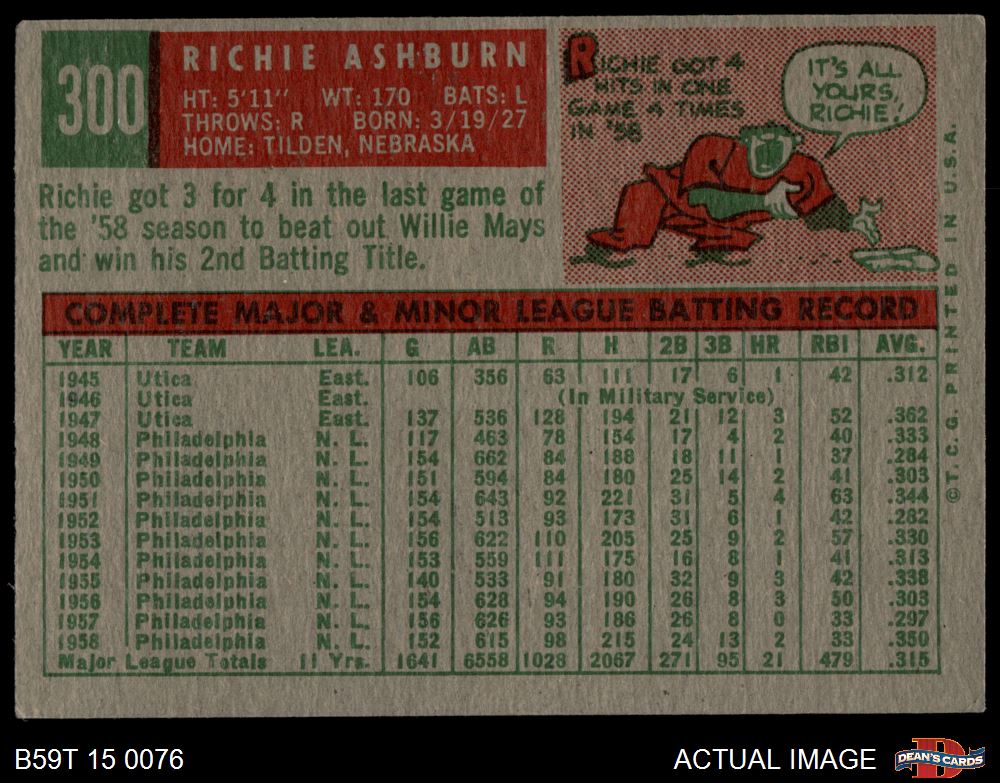 300
RICHIE ASHBURN
HT: 5'11" WT: 170 BATS: L
THROWS: R BORN: 3/19/27
HOME: TILDEN, NEBRASKA
Richie got 3 for 4 in the last game of
the '58 season to beat out Willie Mays
and win his 2nd Batting Title.
RICHIE GOT 4
HITS IN ONE
GAME 4 TIMES
IN '58
IT'S ALL
YOURS,
RICHIE!
COMPLETE MAJOR & MINOR LEAGUE BATTING RECORD
YEAR TEAM LEA. G AB R H 2B 3B HR RBI AVG.
1945 Utica East. 106 356 63 111 17 6 1 42 .312
1946 Utica East. (In Military Service)
1947 Utica East. 137 536 128 194 21 12 3 52 .362
1948 Philadelphia N. L. 117 463 78 154 17 4 2 40 .333
1949 Philadelphia N. L. 154 662 84 188 18 11 1 37 .284
1950 Philadelphia N. L. 151 594 84 180 25 14 2 41 .303
1951 Philadelphia N. L. 154 643 92 221 31 5 4 63 .344
1952 Philadelphia N. L. 154 513 93 173 31 6 1 42 .282
1953 Philadelphia N. L. 156 622 110 205 25 9 2 57 .330
1954 Philadelphia N. L. 153 559 111 175 16 8 1 41 .313
1955 Philadelphia N. L. 140 533 91 180 32 9 3 42 .338
1956 Philadelphia N. L. 154 628 94 190 26 8 3 50 .303
1957 Philadelphia N. L. 156 626 93 186 26 8 0 33 .297
1958 Philadelphia N. L. 152 615 98 215 24 13 2 33 .350
Major League Totals 11 Yrs. 1641 6558 1028 2067 271 95 21 479 .315
©T.C.G. PRINTED IN U.S.A.
B59T 15 0076
ACTUAL IMAGE
D
DEAN'S CARDS